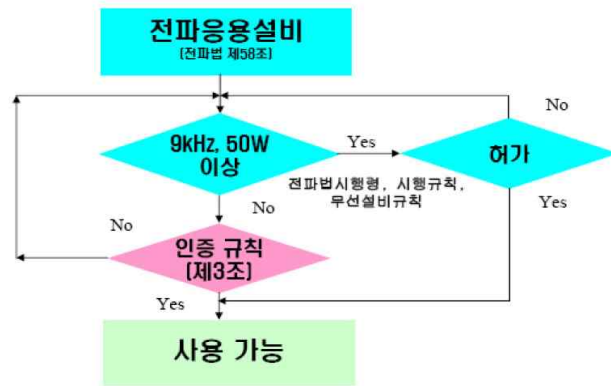 전파응용설비
(전파법 제58조)
No
9kHz, 50W
이상
Yes
허가
전파법시행령, 시행규칙,
무선설비규칙
No
Yes
No
인증 규칙
(제3조)
Yes
사용 가능